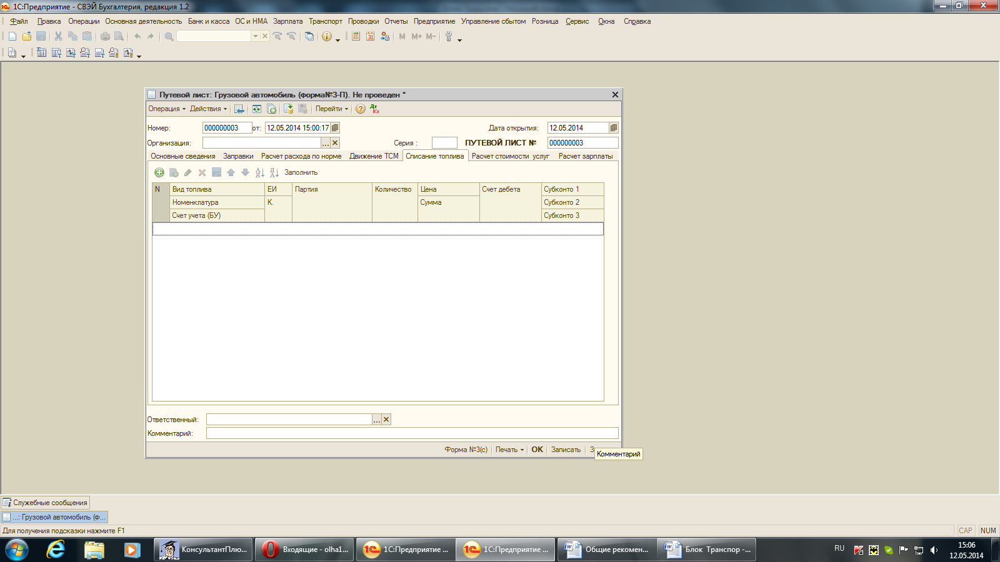 1С:Предприятие - СВЭЙ Бухгалтерия, редакция 1.2
Файл Правка Операции Основная деятельность Банк и касса ОС и НМА Зарплата Транспорт Проводки Отчеты Предприятие Управление сбытом Розница Сервис Окна Справка
M M+ M-
Путевой лист: Грузовой автомобиль (форма№3-П). Не проведен *
Операция Действия Перейти ? Дт Кт
Номер: 000000003 от: 12.05.2014 15:00:17 Дата открытия: 12.05.2014
Организация: ... Серия : ПУТЕВОЙ ЛИСТ № 000000003
Основные сведения Заправки Расчет расхода по норме Движение ТСМ Списание топлива Расчет стоимости услуг Расчет зарплаты
Заполнить
N Вид топлива ЕИ Партия Количество Цена Счет дебета Субконто 1
Номенклатура К. Сумма Субконто 2
Счет учета (БУ) Субконто 3
Ответственный: ...
Комментарий:
Форма №3(с) Печать OK Записать З
Комментарий
Служебные сообщения
...: Грузовой автомобиль (ф...
Для получения подсказки нажмите F1 CAP NUM
КонсультантПлю... Входящие - olha1... 1С:Предприятие ... 1С:Предприятие ... Общие рекомен... Блок Транспор -... RU 15:06
12.05.2014